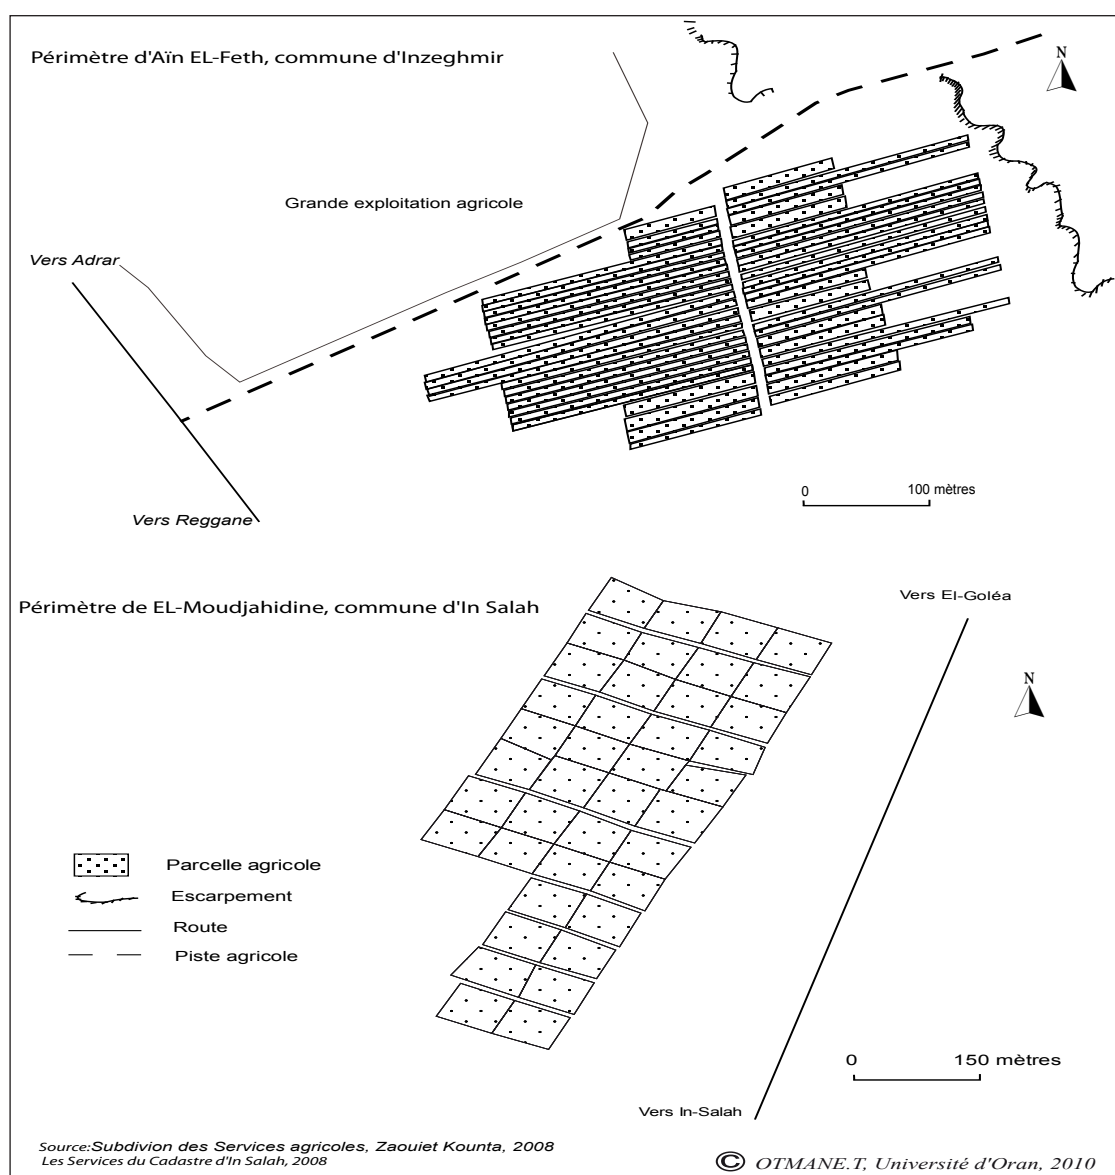 Périmètre d'Aïn EL-Feth, commune d'Inzeghmir
N
Grande exploitation agricole
Vers Adrar
Vers Reggane
0 100 mètres
Périmètre de EL-Moudjahidine, commune d'In Salah
Vers El-Goléa
N
Parcelle agricole
Escarpement
Route
Piste agricole
0 150 mètres
Vers In-Salah
Source:Subdivion des Services agricoles, Zaouiet Kounta, 2008
Les Services du Cadastre d'In Salah, 2008
© OTMANE.T, Université d'Oran, 2010